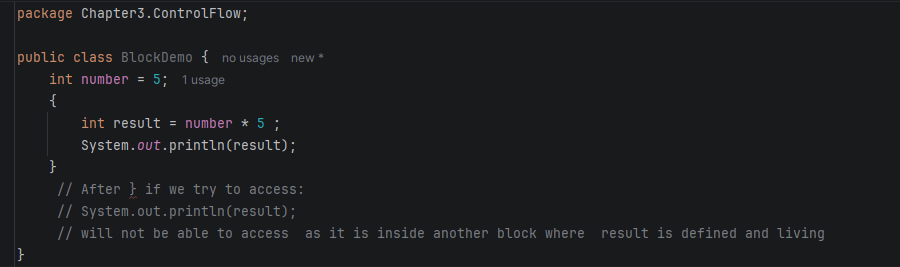 package Chapter3.ControlFlow;
public class BlockDemo { no usages new *
int number = 5; 1 usage
{
int result = number * 5 ;
System.out.println(result);
}
// After } if we try to access:
// System.out.println(result);
// will not be able to access  as it is inside another block where  result is defined and living
}